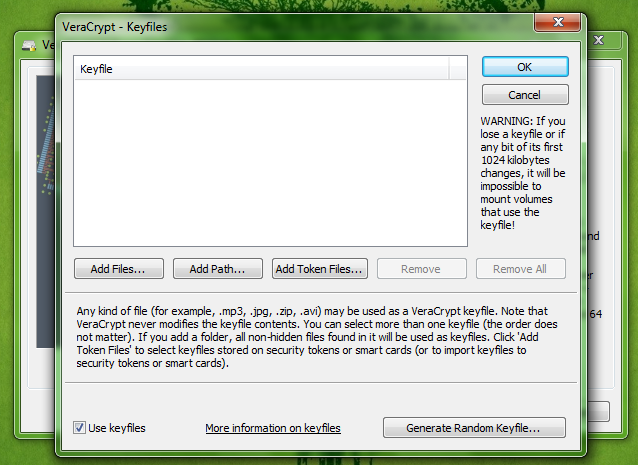 VeraCrypt - Keyfiles
Ve
Keyfile
OK
Cancel
WARNING: If you
lose a keyfile or if
any bit of its first
1024 kilobytes
changes, it will be
impossible to
mount volumes
that use the
keyfile!
nd
er
64
Add Files...
Add Path...
Add Token Files...
Remove
Remove All
Any kind of file (for example, .mp3, .jpg, .zip, .avi) may be used as a VeraCrypt keyfile. Note that
VeraCrypt never modifies the keyfile contents. You can select more than one keyfile (the order does
not matter). If you add a folder, all non-hidden files found in it will be used as keyfiles. Click 'Add
Token Files' to select keyfiles stored on security tokens or smart cards (or to import keyfiles to
security tokens or smart cards).
Use keyfiles
More information on keyfiles
Generate Random Keyfile...